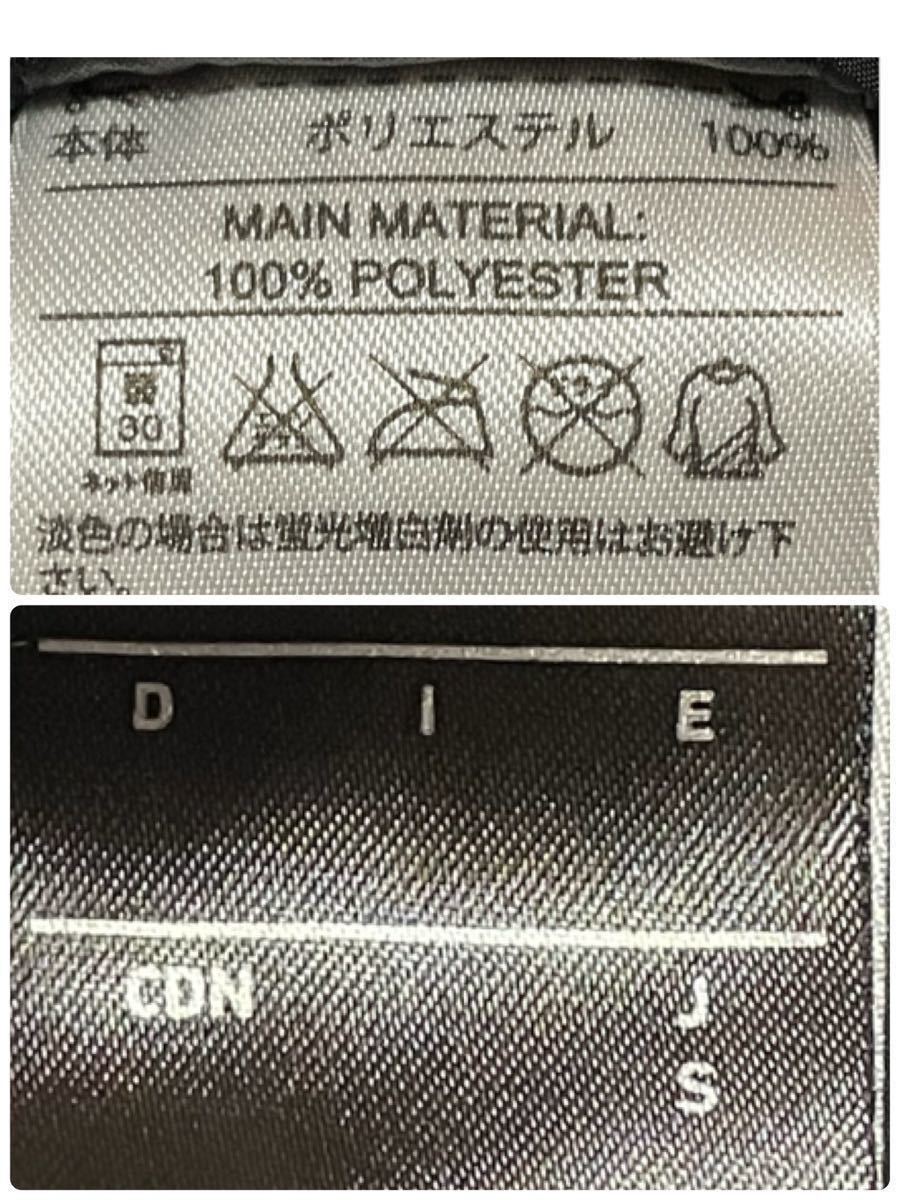 本体 ポリエステル 100%
MAIN MATERIAL:
100% POLYESTER
30
ネット使用
淡色の場合は蛍光増白剤の使用はお避け下
さい。
D I E
CDN J
S